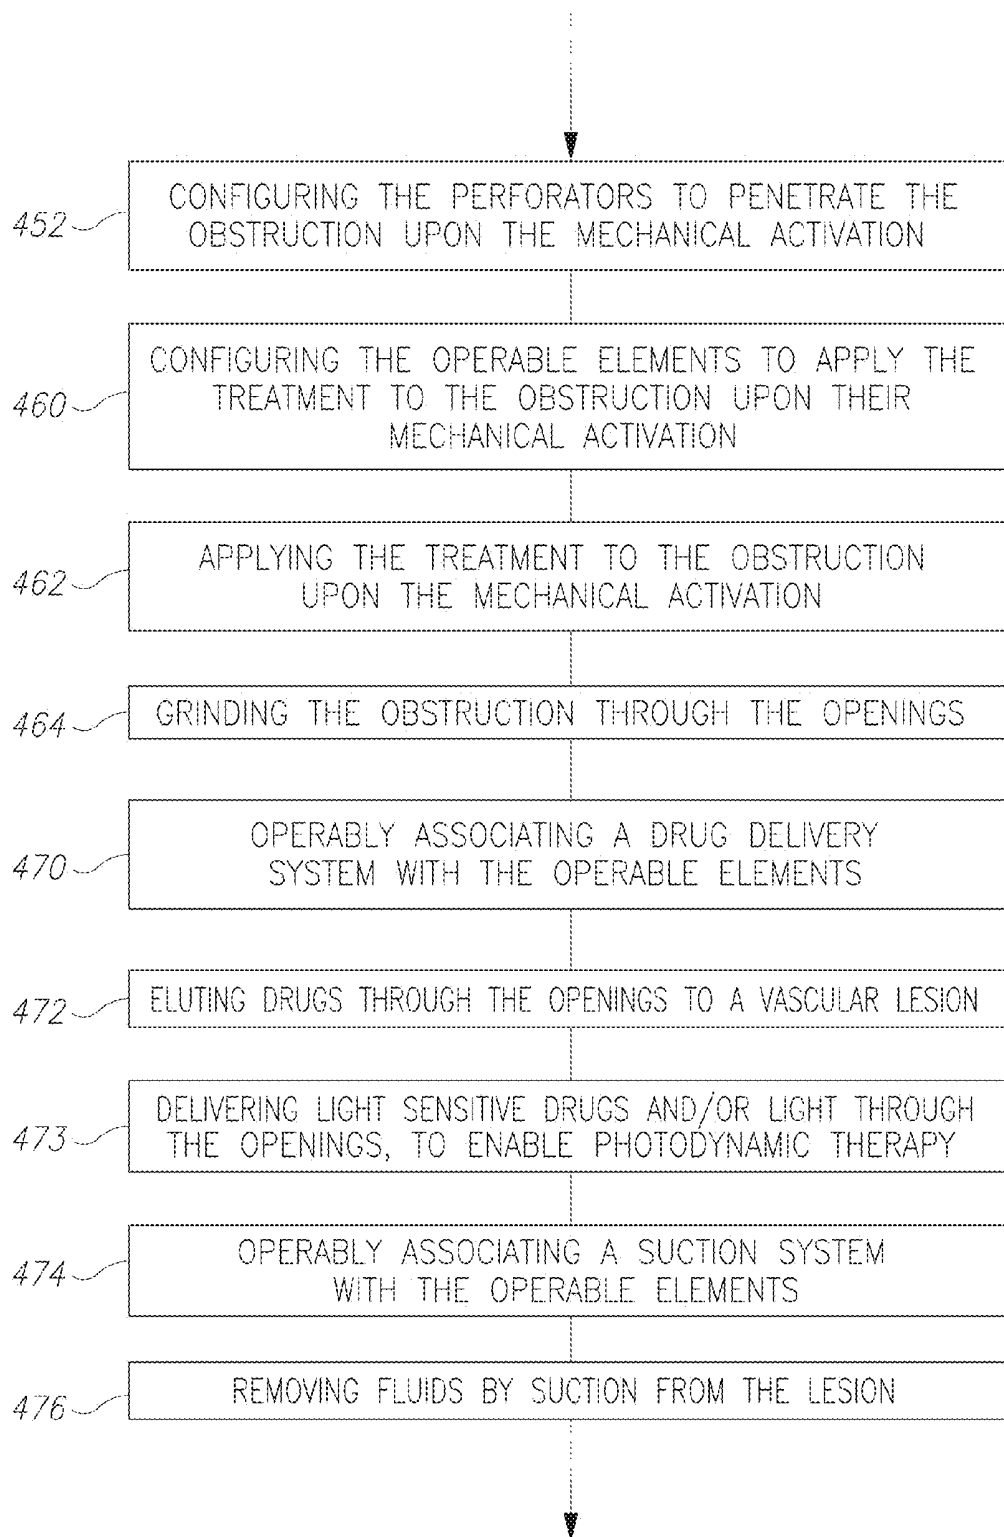 452
CONFIGURING THE PERFORATORS TO PENETRATE THE
OBSTRUCTION UPON THE MECHANICAL ACTIVATION
460
CONFIGURING THE OPERABLE ELEMENTS TO APPLY THE
TREATMENT TO THE OBSTRUCTION UPON THEIR
MECHANICAL ACTIVATION
462
APPLYING THE TREATMENT TO THE OBSTRUCTION
UPON THE MECHANICAL ACTIVATION
464
GRINDING THE OBSTRUCTION THROUGH THE OPENINGS
470
OPERABLY ASSOCIATING A DRUG DELIVERY
SYSTEM WITH THE OPERABLE ELEMENTS
472
ELUTING DRUGS THROUGH THE OPENINGS TO A VASCULAR LESION
473
DELIVERING LIGHT SENSITIVE DRUGS AND/OR LIGHT THROUGH
THE OPENINGS, TO ENABLE PHOTODYNAMIC THERAPY
474
OPERABLY ASSOCIATING A SUCTION SYSTEM
WITH THE OPERABLE ELEMENTS
476
REMOVING FLUIDS BY SUCTION FROM THE LESION